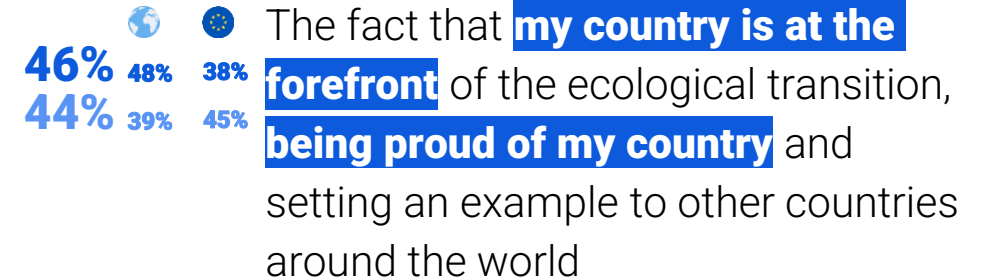 46% 48% 38%
44% 39% 45%
The fact that my country is at the
forefront of the ecological transition,
being proud of my country and
setting an example to other countries
around the world